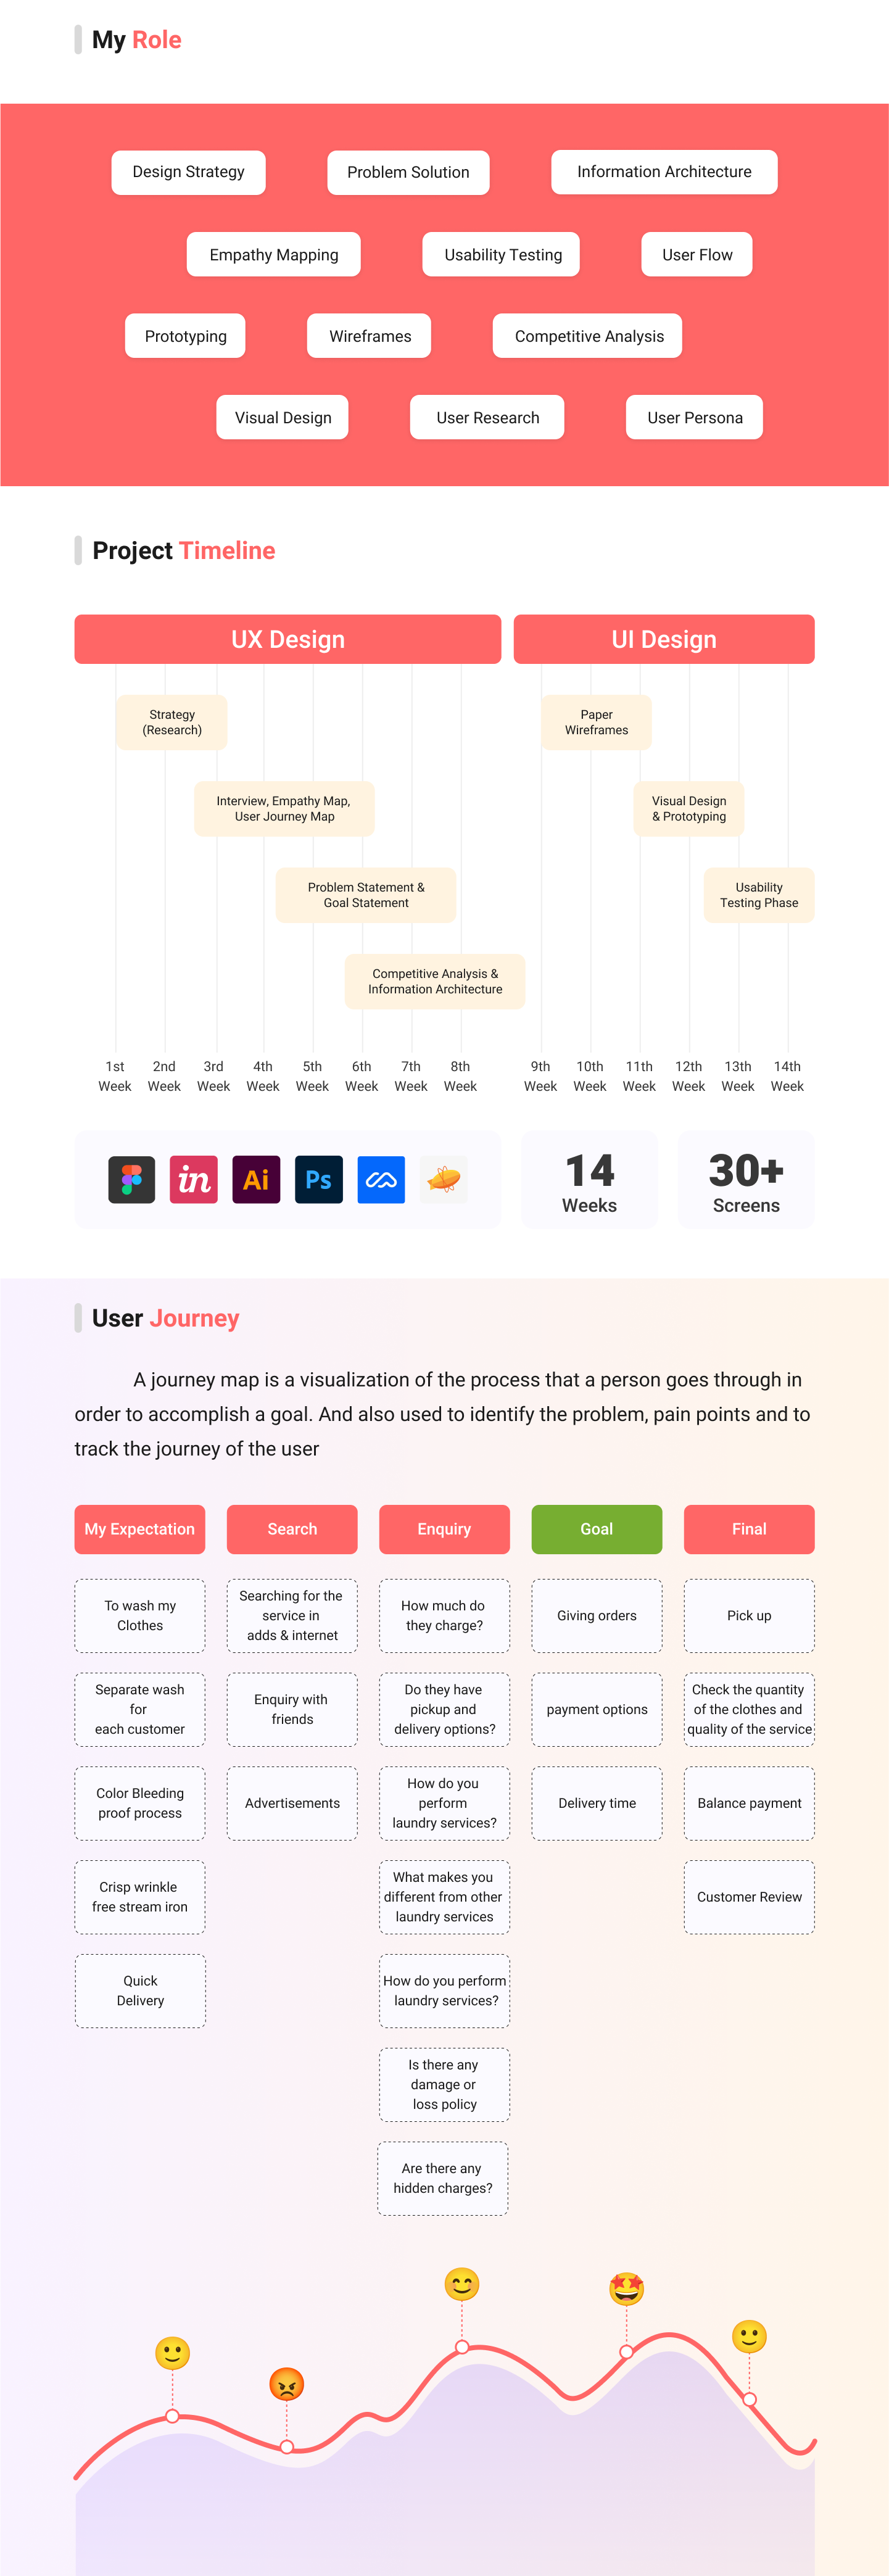 My Role
Design Strategy
Problem Solution
Information Architecture
Empathy Mapping
Usability Testing
User Flow
Prototyping
Wireframes
Competitive Analysis
Visual Design
User Research
User Persona
Project Timeline
UX Design
UI Design
Strategy
(Research)
Paper
Wireframes
Interview, Empathy Map,
User Journey Map
Visual Design
& Prototyping
Problem Statement &
Goal Statement
Usability
Testing Phase
Competitive Analysis &
Information Architecture
1st
Week
2nd
Week
3rd
Week
4th
Week
5th
Week
6th
Week
7th
Week
8th
Week
9th
Week
10th
Week
11th
Week
12th
Week
13th
Week
14th
Week
in
Ai
Ps
14
Weeks
30+
Screens
User Journey
A journey map is a visualization of the process that a person goes through in
order to accomplish a goal. And also used to identify the problem, pain points and to
track the journey of the user
My Expectation
To wash my
Clothes
Separate wash
for
each customer
Color Bleeding
proof process
Crisp wrinkle
free stream iron
Quick
Delivery
Search
Searching for the
service in
adds & internet
Enquiry with
friends
Advertisements
Enquiry
How much do
they charge?
Do they have
pickup and
delivery options?
How do you
perform
laundry services?
What makes you
different from other
laundry services
How do you perform
laundry services?
Is there any
damage or
loss policy
Are there any
hidden charges?
Goal
Giving orders
payment options
Delivery time
Final
Pick up
Check the quantity
of the clothes and
quality of the service
Balance payment
Customer Review